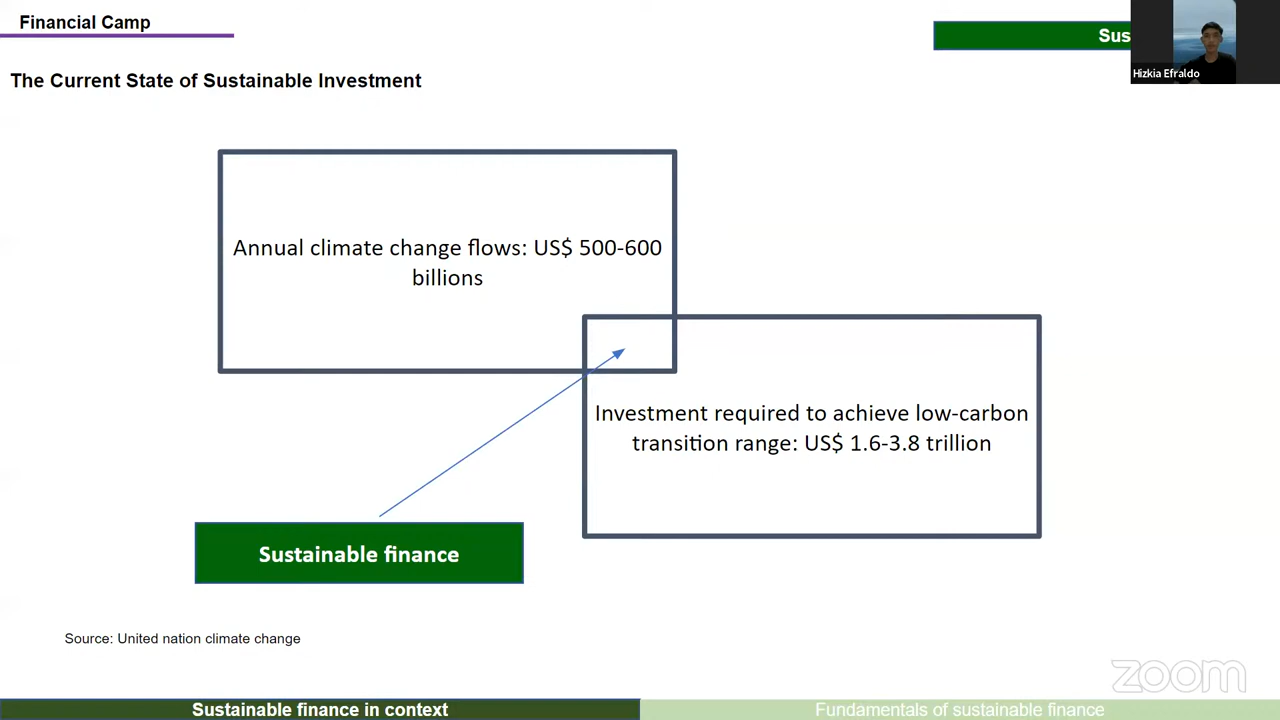 Financial Camp
Sus
Hizkia Efraldo
The Current State of Sustainable Investment
Annual climate change flows: US$ 500-600
billions
Investment required to achieve low-carbon
transition range: US$ 1.6-3.8 trillion
Sustainable finance
Source: United nation climate change
zoom
Sustainable finance in context
Fundamentals of sustainable finance